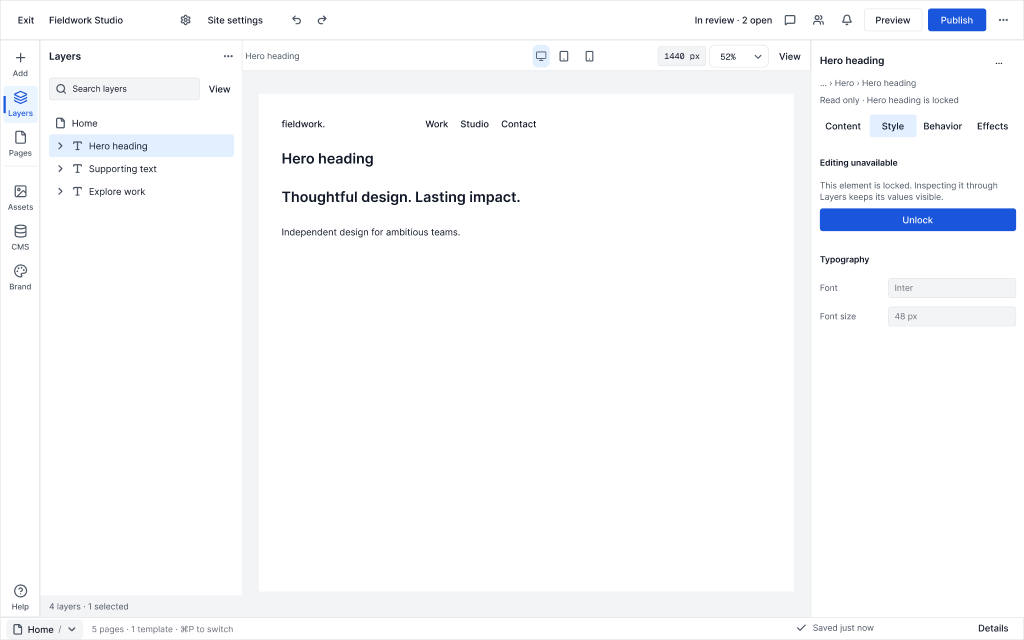 Exit Fieldwork Studio Site settings In review · 2 open Preview Publish
Add
Layers
Pages
Assets
CMS
Brand
Help
Layers
Search layers View
Home
Hero heading
Supporting text
Explore work
4 layers · 1 selected
Hero heading 1440 px 52% View
fieldwork. Work Studio Contact
Hero heading
Thoughtful design. Lasting impact.
Independent design for ambitious teams.
Hero heading ...
... › Hero › Hero heading
Read only · Hero heading is locked
Content Style Behavior Effects
Editing unavailable
This element is locked. Inspecting it through
Layers keeps its values visible.
Unlock
Typography
Font Inter
Font size 48 px
Home / 5 pages · 1 template · ⌘P to switch Saved just now Details